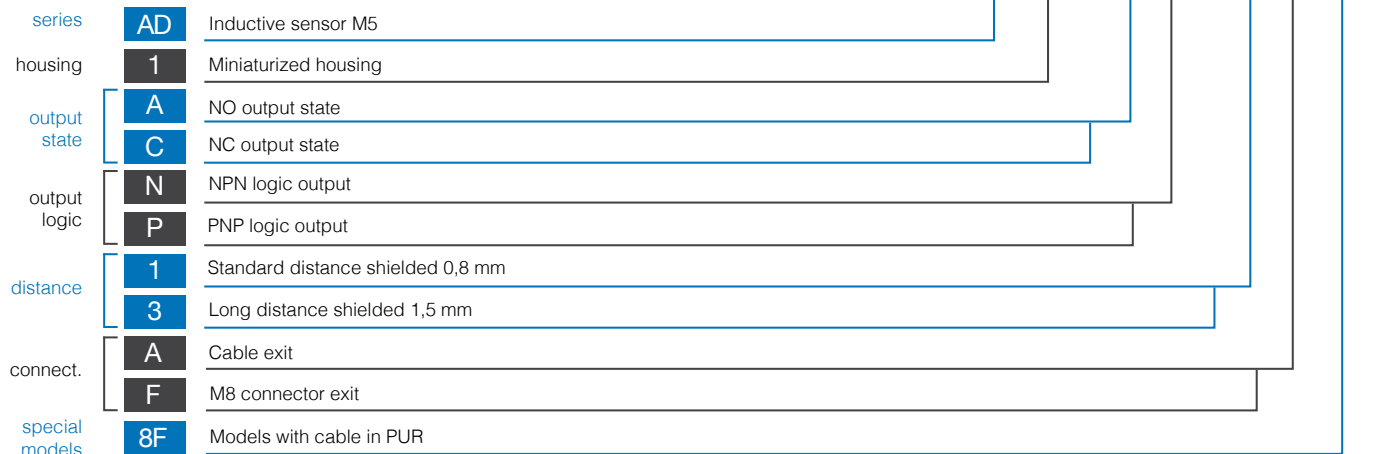 series AD Inductive sensor M5
housing 1 Miniaturized housing
output state A NO output state
C NC output state
output logic N NPN logic output
P PNP logic output
distance 1 Standard distance shielded 0,8 mm
3 Long distance shielded 1,5 mm
connect. A Cable exit
F M8 connector exit
special models 8F Models with cable in PUR